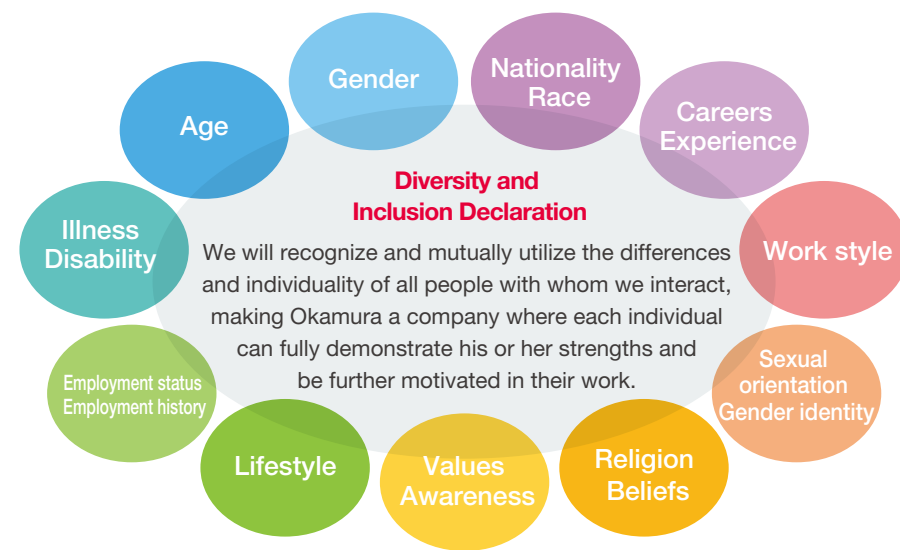 Gender
Nationality
Race
Age
Careers
Experience
Diversity and
Inclusion Declaration
Illness
Disability
Work style
We will recognize and mutually utilize the differences
and individuality of all people with whom we interact,
making Okamura a company where each individual
can fully demonstrate his or her strengths and
be further motivated in their work.
Employment status
Employment history
Sexual
orientation
Gender identity
Lifestyle
Values
Awareness
Religion
Beliefs